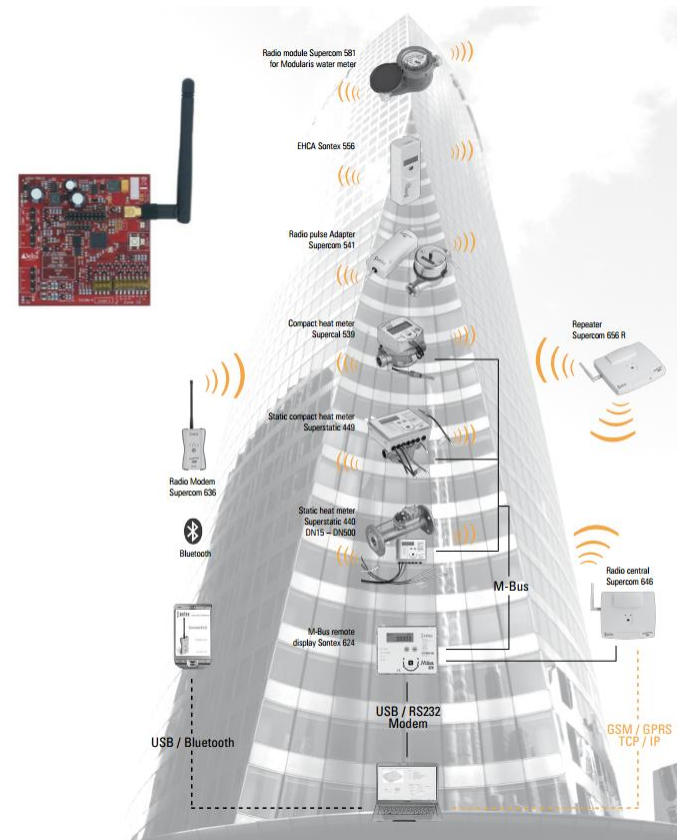 Radio module Supercom 581
for Modularis water meter
EHCA Sontex 556
Radio pulse Adapter
Supercom 541
Compact heat meter
Supercal 539
Repeater
Supercom 656 R
Static compact heat meter
Superstatic 449
Radio Modem
Supercom 636
Static heat meter
Superstatic 440
DN15 – DN500
Bluetooth
Radio central
Supercom 646
M-Bus
M-Bus remote
display Sontex 624
USB / RS232
Modem
USB / Bluetooth
GSM / GPRS
TCP / IP